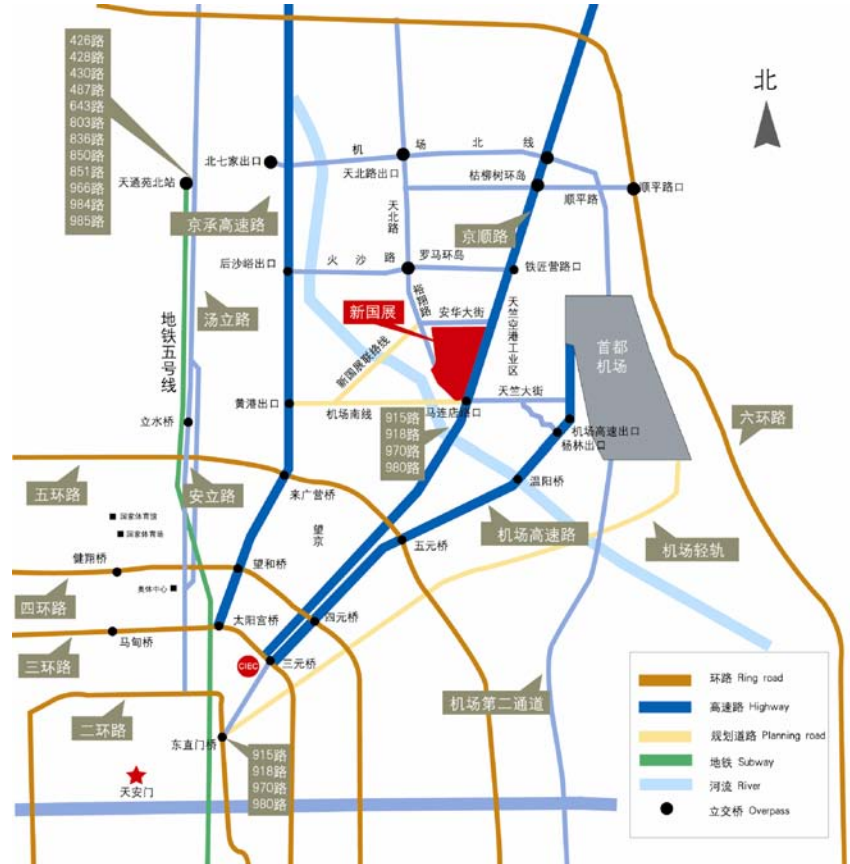 426路
428路
430路
487路
643路
803路
836路
850路
851路
966路
984路
985路
北
机场北线
北七家出口
天北路出口
枯柳树环岛
天通苑北站
顺平路
顺平路口
京承高速路
天北路
京顺路
火沙路
罗马环岛
后沙峪出口
铁匠营路口
裕翔路
汤立路
新国展
安华大街
天竺空港工业区
首都
机场
地铁五号线
新国展联络线
天竺大街
黄港出口
机场南线
马连店路口
六环路
立水桥
915路
918路
970路
980路
机场高速出口
杨林出口
五环路
安立路
来广营桥
温阳桥
国家体育馆
国家体育场
望京
机场高速路
五元桥
机场轻轨
健翔桥
望和桥
四环路
奥体中心
太阳宫桥
四元桥
马甸桥
三环路
CIEC
三元桥
二环路
机场第二通道
东直门桥
915路
918路
970路
980路
天安门
环路 Ring road
高速路 Highway
规划道路 Planning road
地铁 Subway
河流 River
立交桥 Overpass